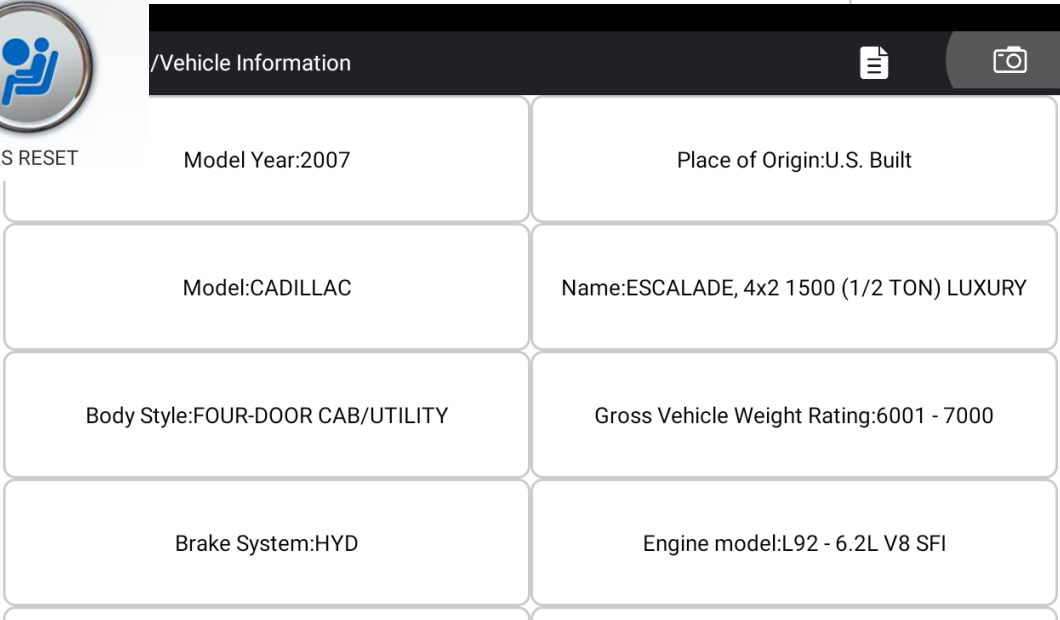 /Vehicle Information
S RESET
Model Year:2007
Place of Origin:U.S. Built
Model:CADILLAC
Name:ESCALADE, 4x2 1500 (1/2 TON) LUXURY
Body Style:FOUR-DOOR CAB/UTILITY
Gross Vehicle Weight Rating:6001 - 7000
Brake System:HYD
Engine model:L92 - 6.2L V8 SFI